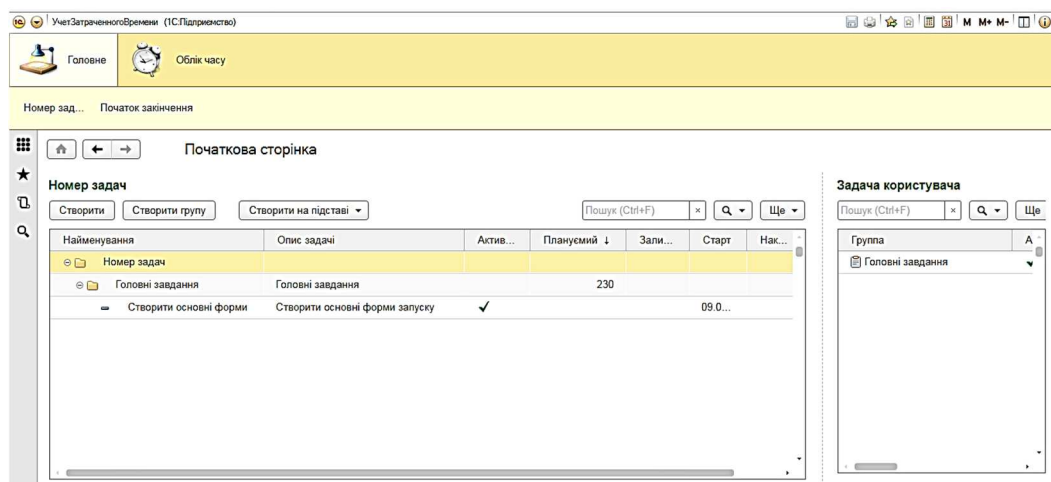 1С УчетЗатраченногоВремени (1С:Підприємство) 31 M M+ M-
Головне Облік часу
Номер зад... Початок закінчення
Початкова сторінка
Номер задач
Створити Створити групу Створити на підставі Пошук (Ctrl+F) × Ще
Найменування Опис задачі Актив... Плануємий ↓ Зали... Старт Нак...
Номер задач
Головні завдання Головні завдання 230
Створити основні форми Створити основні форми запуску 09.0...
Задача користувача
Пошук (Ctrl+F) × Ще
Группа А
Головні завдання